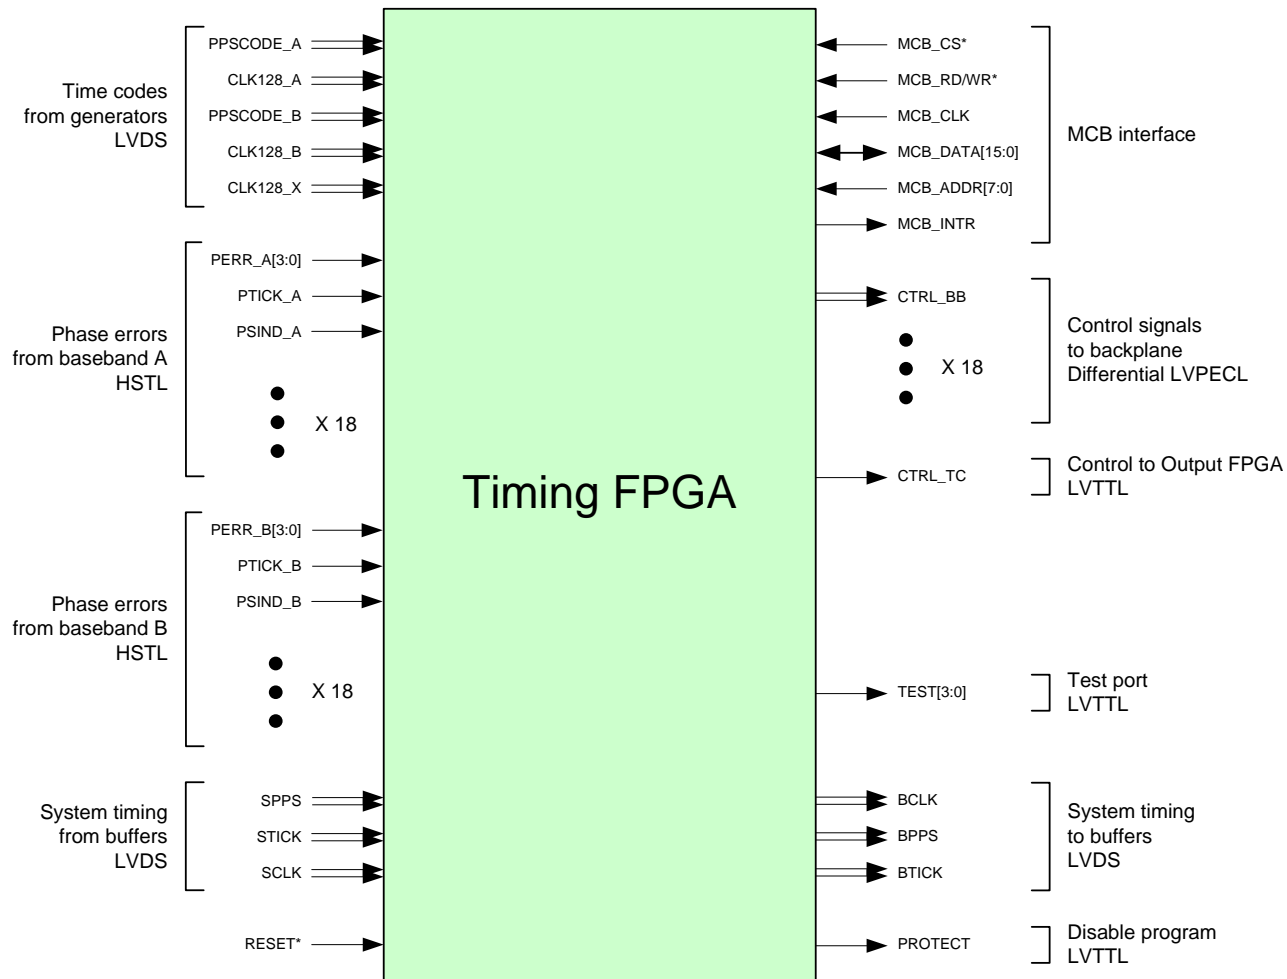 Time codes
from generators
LVDS
PPSCODE_A
CLK128_A
PPSCODE_B
CLK128_B
CLK128_X
Phase errors
from baseband A
HSTL
PERR_A[3:0]
PTICK_A
PSIND_A
X 18
Phase errors
from baseband B
HSTL
PERR_B[3:0]
PTICK_B
PSIND_B
X 18
System timing
from buffers
LVDS
SPPS
STICK
SCLK
RESET*
Timing FPGA
MCB_CS*
MCB_RD/WR*
MCB_CLK
MCB_DATA[15:0]
MCB_ADDR[7:0]
MCB_INTR
MCB interface
CTRL_BB
X 18
Control signals
to backplane
Differential LVPECL
CTRL_TC
Control to Output FPGA
LVTTL
TEST[3:0]
Test port
LVTTL
BCLK
BPPS
BTICK
System timing
to buffers
LVDS
PROTECT
Disable program
LVTTL